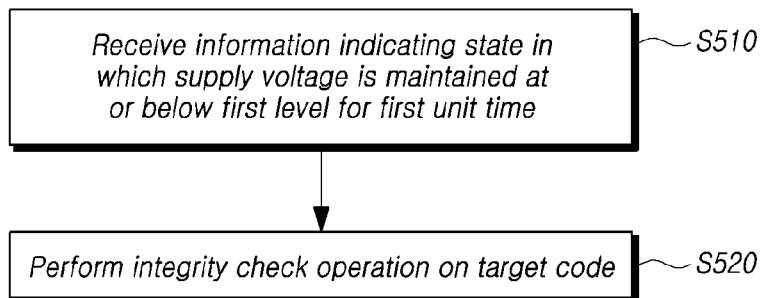 Receive information indicating state in
which supply voltage is maintained at
or below first level for first unit time
S510
Perform integrity check operation on target code
S520